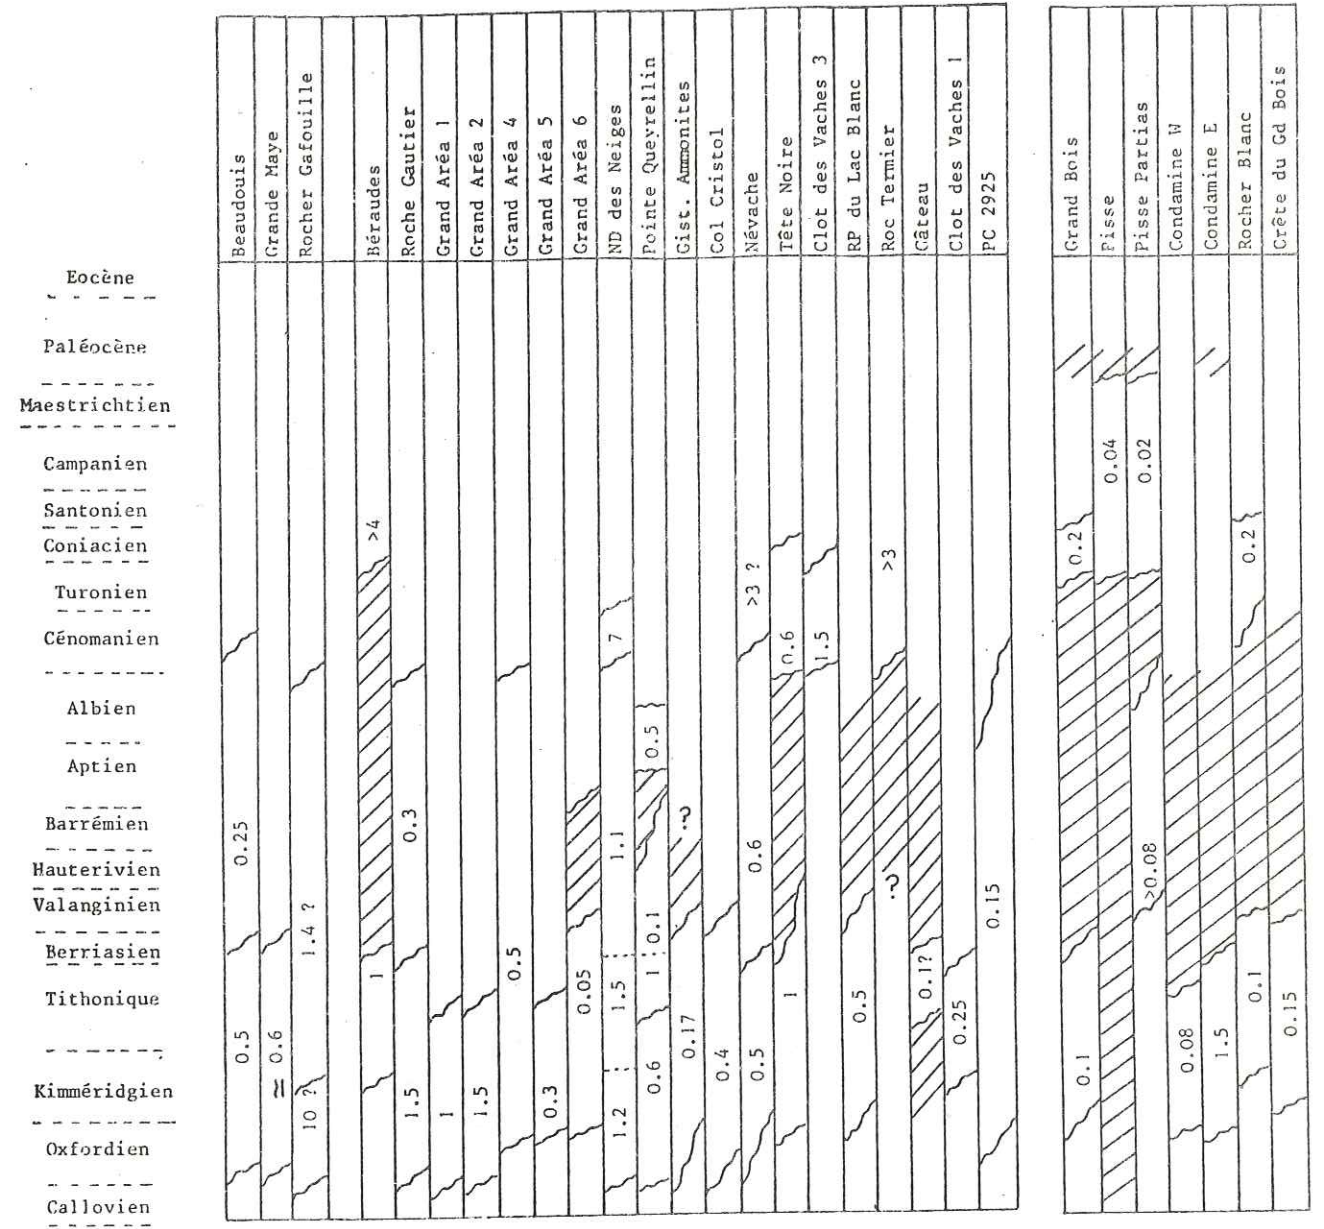 Beaudouis
Grande Maye
Rocher Gafouille
Béraudes
Roche Gautier
Grand Aréa 1
Grand Aréa 2
Grand Aréa 4
Grand Aréa 5
Grand Aréa 6
ND des Neiges
Pointe Queyrellin
Gist. Ammonites
Col Cristol
Névache
Tête Noire
Clot des Vaches 3
RP du Lac Blanc
Roc Termier
Gâteau
Clot des Vaches 1
PC 2925
Grand Bois
Pisse
Pisse Partias
Condamine W
Condamine E
Rocher Blanc
Crête du Gd Bois
Eocène
Paléocène
Maestrichtien
Campanien
Santonien
Coniacien
Turonien
Cénomanien
Albien
Aptien
Barrémien
Hauterivien
Valanginien
Berriasien
Tithonique
Kimméridgien
Oxfordien
Callovien
0.25
0.5
≃ 0.6
1.4 ?
10 ?
>4
1
0.3
1.5
1
1.5
0.5
0.3
0.05
7
1.1
1.5
1.2
0.5
0.1
1
0.6
?
0.17
0.4
>3 ?
0.6
0.5
0.6
1
1.5
0.5
>3
?
0.1?
0.25
0.15
0.2
0.1
0.04
0.02
>0.08
0.08
1.5
0.2
0.1
0.15